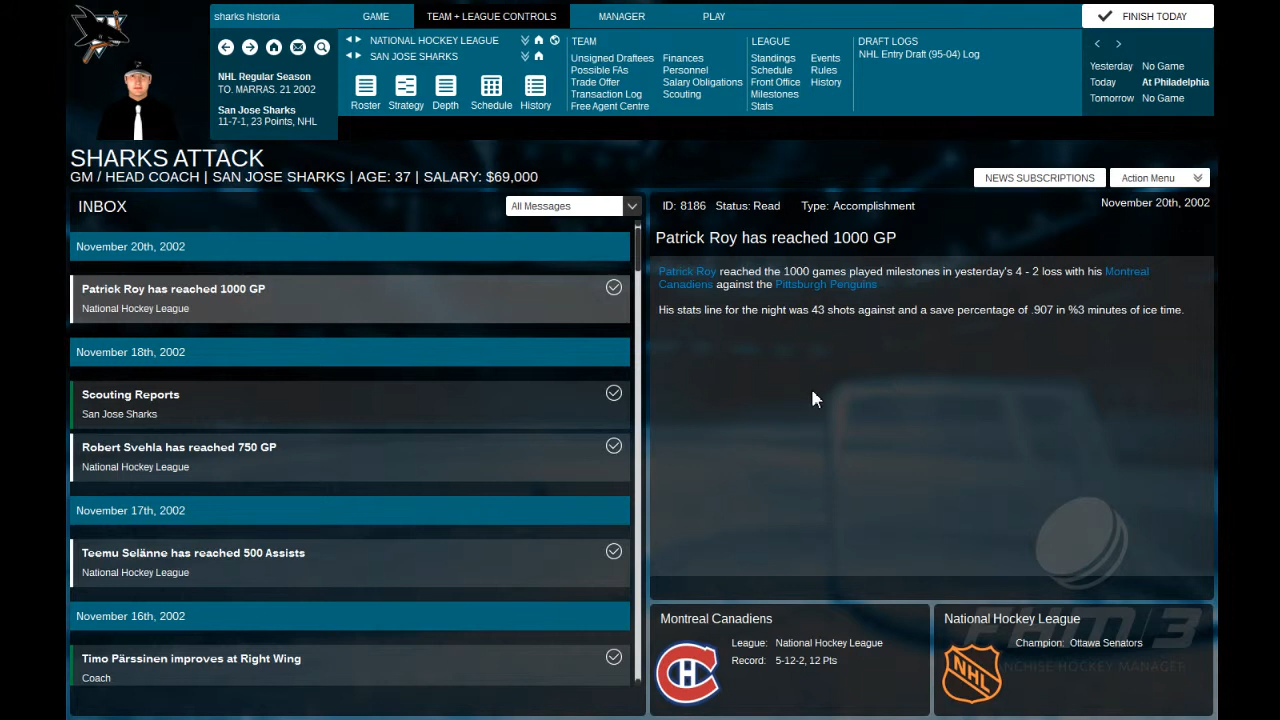 sharks historia
GAME
TEAM + LEAGUE CONTROLS
MANAGER
PLAY
FINISH TODAY
NATIONAL HOCKEY LEAGUE
SAN JOSE SHARKS
Roster
Strategy
Depth
Schedule
History
NHL Regular Season
TO. MARRAS. 21 2002
San Jose Sharks
11-7-1, 23 Points, NHL
TEAM
Unsigned Draftees Finances
Possible FAs Personnel
Trade Offer Salary Obligations
Transaction Log Scouting
Free Agent Centre
LEAGUE
Standings Events
Schedule Rules
Front Office History
Milestones
Stats
DRAFT LOGS
NHL Entry Draft (95-04) Log
Yesterday No Game
Today At Philadelphia
Tomorrow No Game
SHARKS ATTACK
GM / HEAD COACH | SAN JOSE SHARKS | AGE: 37 | SALARY: $69,000
NEWS SUBSCRIPTIONS
Action Menu
INBOX
All Messages
November 20th, 2002
Patrick Roy has reached 1000 GP
National Hockey League
November 18th, 2002
Scouting Reports
San Jose Sharks
Robert Svehla has reached 750 GP
National Hockey League
November 17th, 2002
Teemu Selänne has reached 500 Assists
National Hockey League
November 16th, 2002
Timo Pärssinen improves at Right Wing
Coach
ID: 8186 Status: Read Type: Accomplishment
November 20th, 2002
Patrick Roy has reached 1000 GP
Patrick Roy reached the 1000 games played milestones in yesterday's 4 - 2 loss with his Montreal
Canadiens against the Pittsburgh Penguins
His stats line for the night was 43 shots against and a save percentage of .907 in %3 minutes of ice time.
Montreal Canadiens
League: National Hockey League
Record: 5-12-2, 12 Pts
National Hockey League
Champion: Ottawa Senators
NHL
FHM|3
NCHISE HOCKEY MANAGER